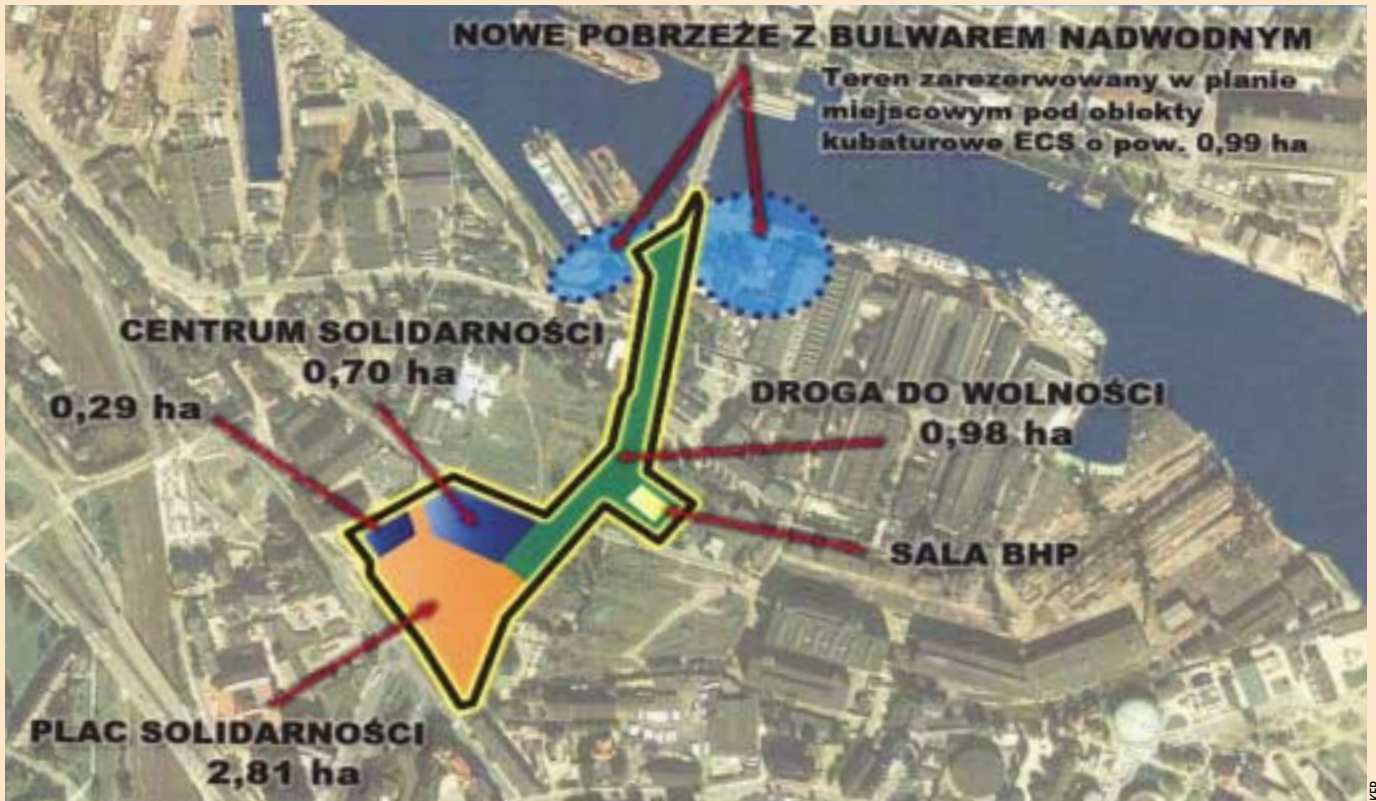 NOWE POBRZEŻE Z BULWAREM NADWODNYM
Teren zarezerwowany w planie
miejscowym pod obiekty
kubaturowe ECS o pow. 0,99 ha
CENTRUM SOLIDARNOŚCI
0,70 ha
0,29 ha
DROGA DO WOLNOŚCI
0,98 ha
SALA BHP
PLAC SOLIDARNOŚCI
2,81 ha
KFP